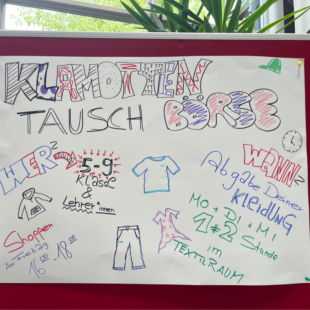 KLAMOTTEN
TAUSCH BÖRSE
WER?
5-9
Klasse
&
Lehrer*innen
WANN?
Abgabe Deiner
KLEIDUNG
MO + DI + MI
1+2 Stunde
im
TEXTILRAUM
Shoppen
16 00 - 18 00